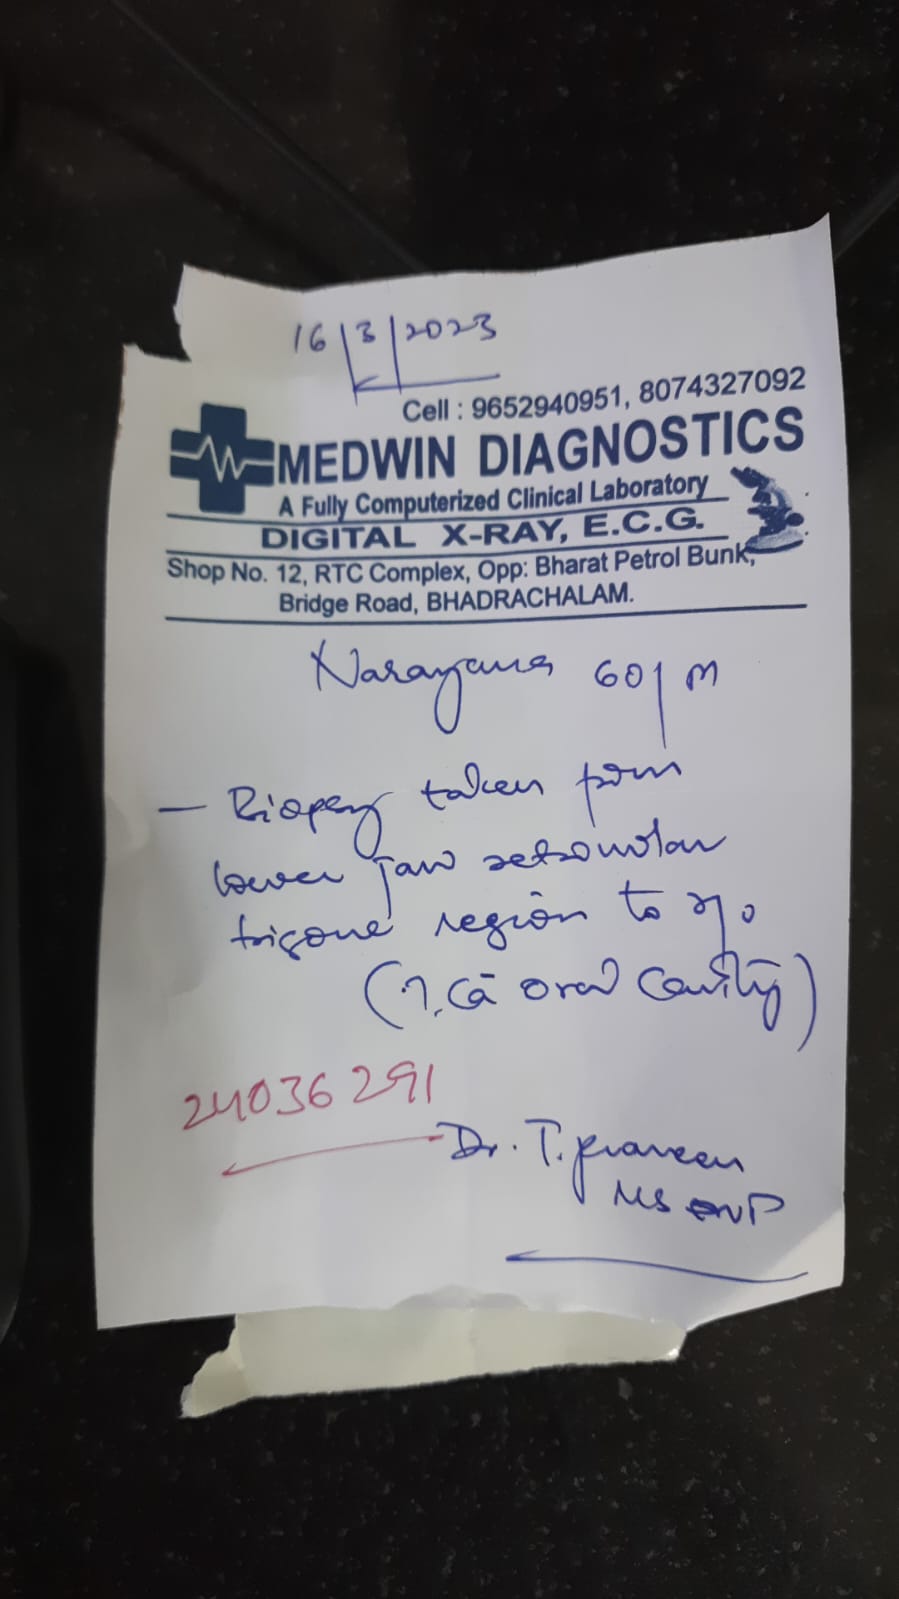 16/3/2023
Cell : 9652940951, 8074327092
MEDWIN DIAGNOSTICS
A Fully Computerized Clinical Laboratory
DIGITAL X-RAY, E.C.G.
Shop No. 12, RTC Complex, Opp: Bharat Petrol Bunk,
Bridge Road, BHADRACHALAM.
Narayana 60/M
- Biopsy taken from
lower jaw retromolar
trigone region to r/o
(?. Ca oral cavity)
24036291
Dr. T. Praveen
MS ENT